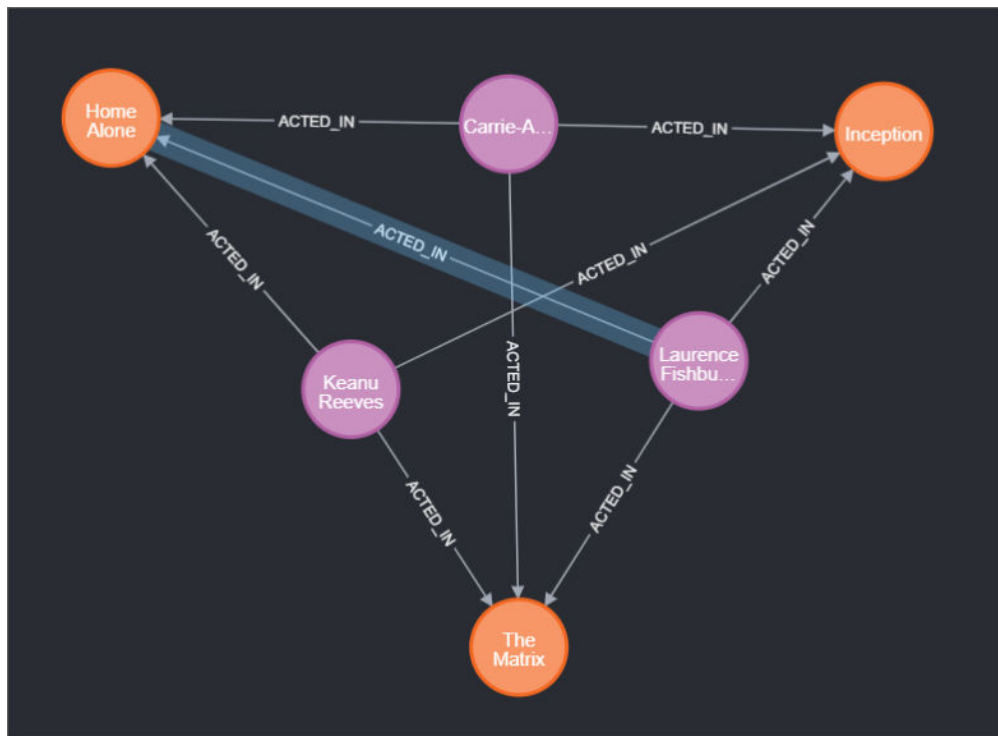 Home
Alone
ACTED_IN
Carrie-A...
ACTED_IN
Inception
ACTED_IN
ACTED_IN
ACTED_IN
ACTED_IN
Keanu
Reeves
ACTED_IN
Laurence
Fishbu...
ACTED_IN
ACTED_IN
The
Matrix